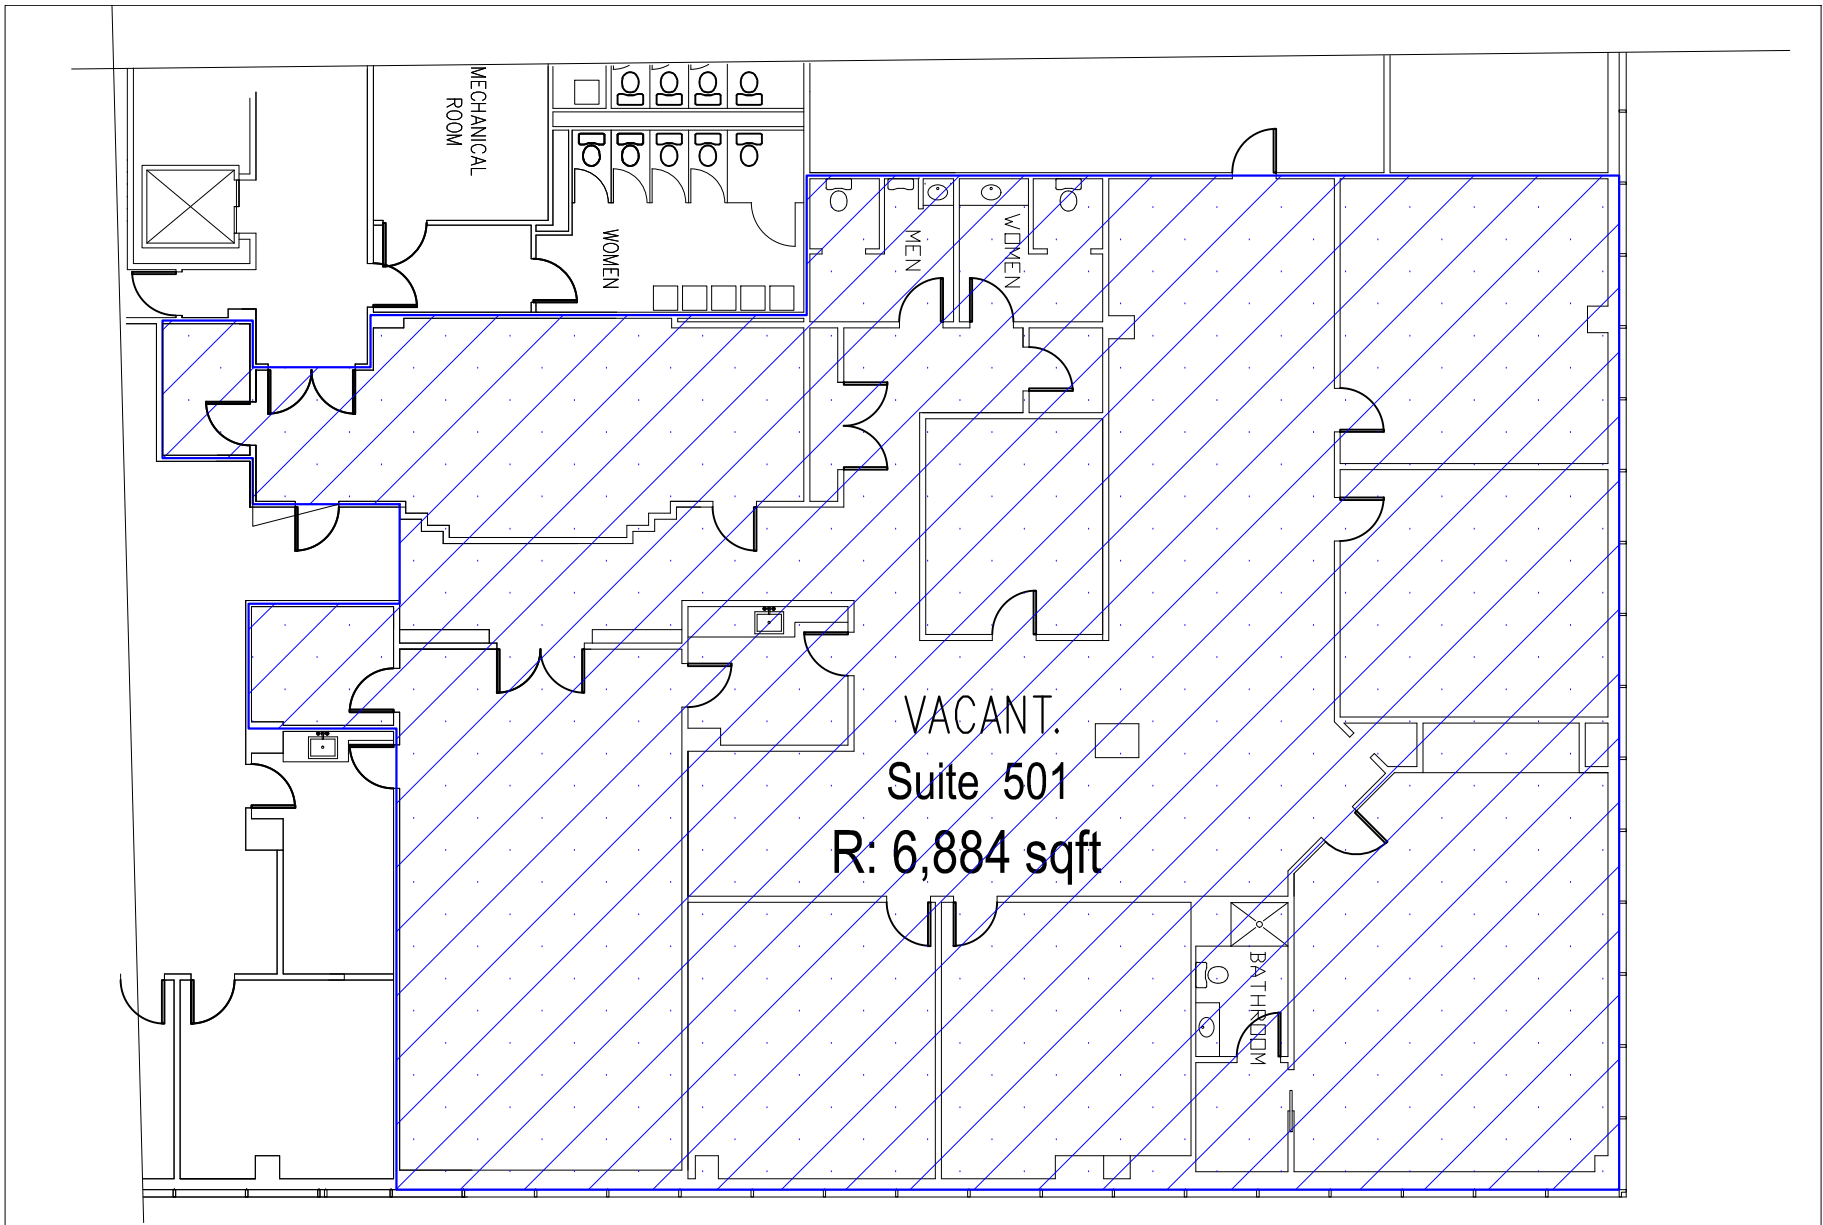 MECHANICAL
ROOM
WOMEN
MEN
WOMEN
VACANT.
Suite 501
R: 6,884 sqft
BATHROOM